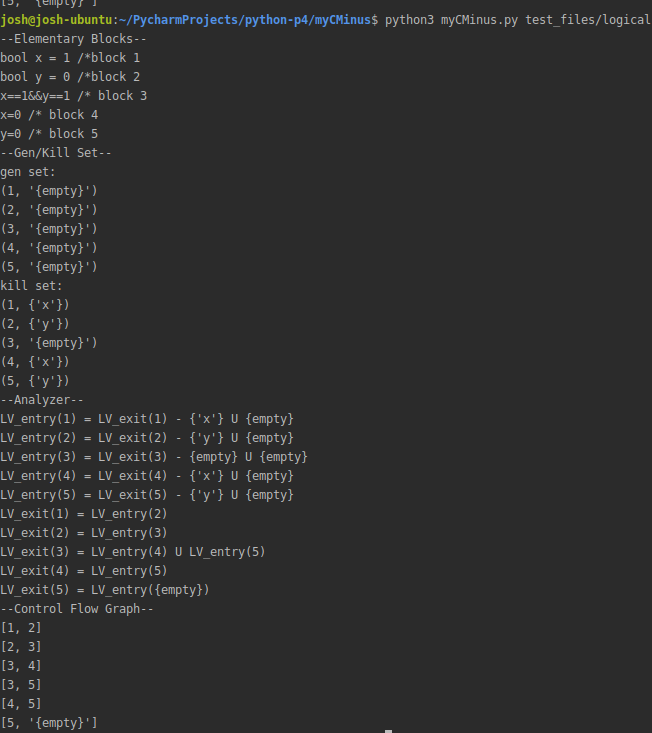 [5, '{empty}']
josh@josh-ubuntu:~/PycharmProjects/python-p4/myCMinus$ python3 myCMinus.py test_files/logical
--Elementary Blocks--
bool x = 1 /*block 1
bool y = 0 /*block 2
x==1&&y==1 /* block 3
x=0 /* block 4
y=0 /* block 5
--Gen/Kill Set--
gen set:
(1, '{empty}')
(2, '{empty}')
(3, '{empty}')
(4, '{empty}')
(5, '{empty}')
kill set:
(1, {'x'})
(2, {'y'})
(3, '{empty}')
(4, {'x'})
(5, {'y'})
--Analyzer--
LV_entry(1) = LV_exit(1) - {'x'} U {empty}
LV_entry(2) = LV_exit(2) - {'y'} U {empty}
LV_entry(3) = LV_exit(3) - {empty} U {empty}
LV_entry(4) = LV_exit(4) - {'x'} U {empty}
LV_entry(5) = LV_exit(5) - {'y'} U {empty}
LV_exit(1) = LV_entry(2)
LV_exit(2) = LV_entry(3)
LV_exit(3) = LV_entry(4) U LV_entry(5)
LV_exit(4) = LV_entry(5)
LV_exit(5) = LV_entry({empty})
--Control Flow Graph--
[1, 2]
[2, 3]
[3, 4]
[3, 5]
[4, 5]
[5, '{empty}']